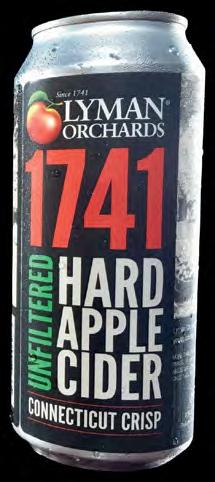 Since 1741
LYMAN®
ORCHARDS
1741
UNFILTERED
HARD
APPLE
CIDER
CONNECTICUT CRISP